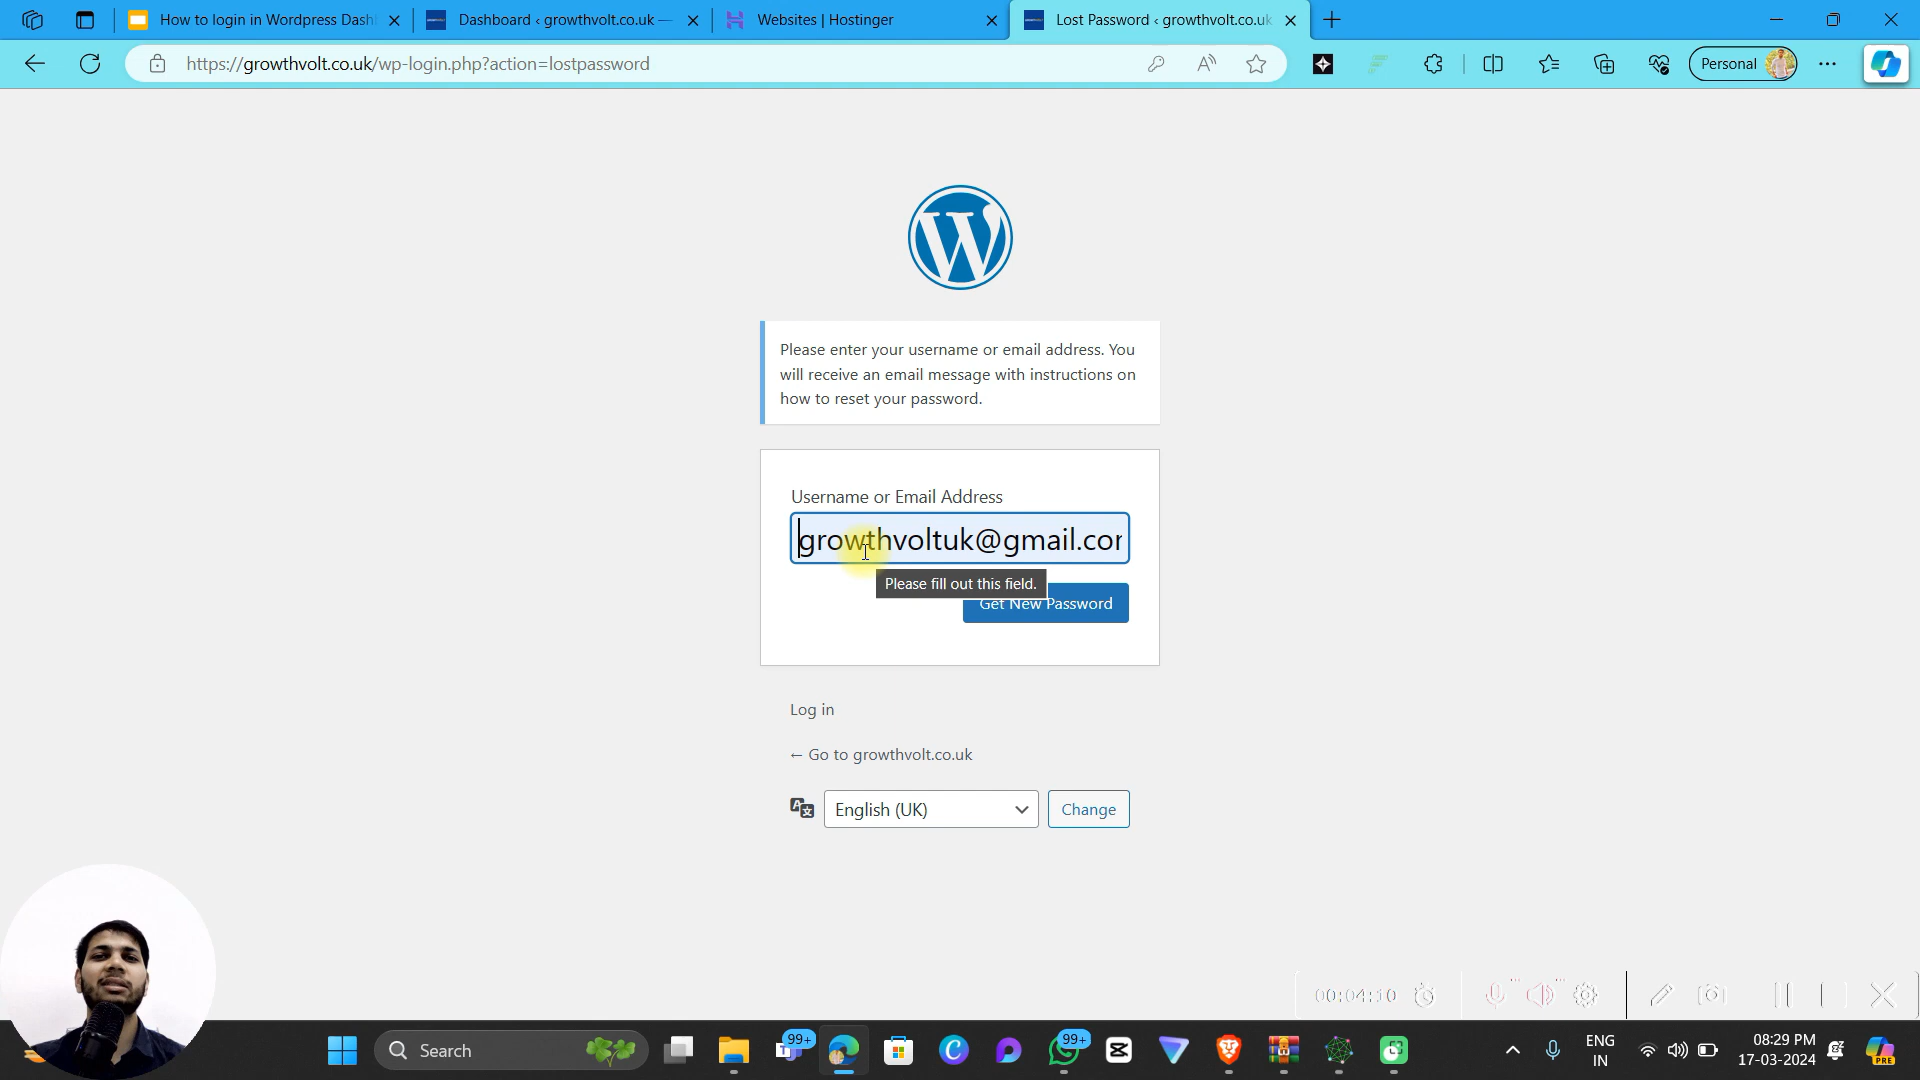 How to login in Wordpress Dash
Dashboard ‹ growthvolt.co.uk —
Websites | Hostinger
Lost Password ‹ growthvolt.co.uk
https://growthvolt.co.uk/wp-login.php?action=lostpassword
Personal
Please enter your username or email address. You
will receive an email message with instructions on
how to reset your password.
Username or Email Address
growthvoltuk@gmail.com
Please fill out this field.
Get New Password
Log in
← Go to growthvolt.co.uk
English (UK)
Change
00:04:10
Search
99+
99+
ENG
IN
08:29 PM
17-03-2024
PRE